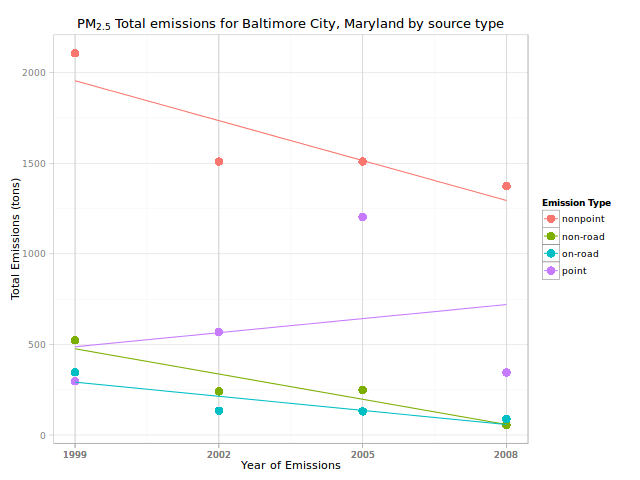 PM2.5 Total emissions for Baltimore City, Maryland by source type
2000
1500
1000
500
0
Total Emissions (tons)
1999 2002 2005 2008
Year of Emissions
Emission Type
nonpoint
non-road
on-road
point